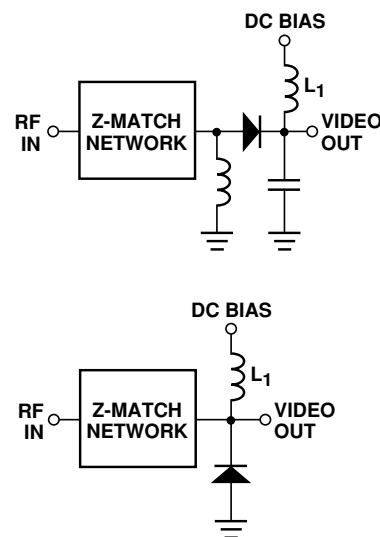 DC BIAS
L1
RF
IN
Z-MATCH
NETWORK
VIDEO
OUT
DC BIAS
L1
RF
IN
Z-MATCH
NETWORK
VIDEO
OUT